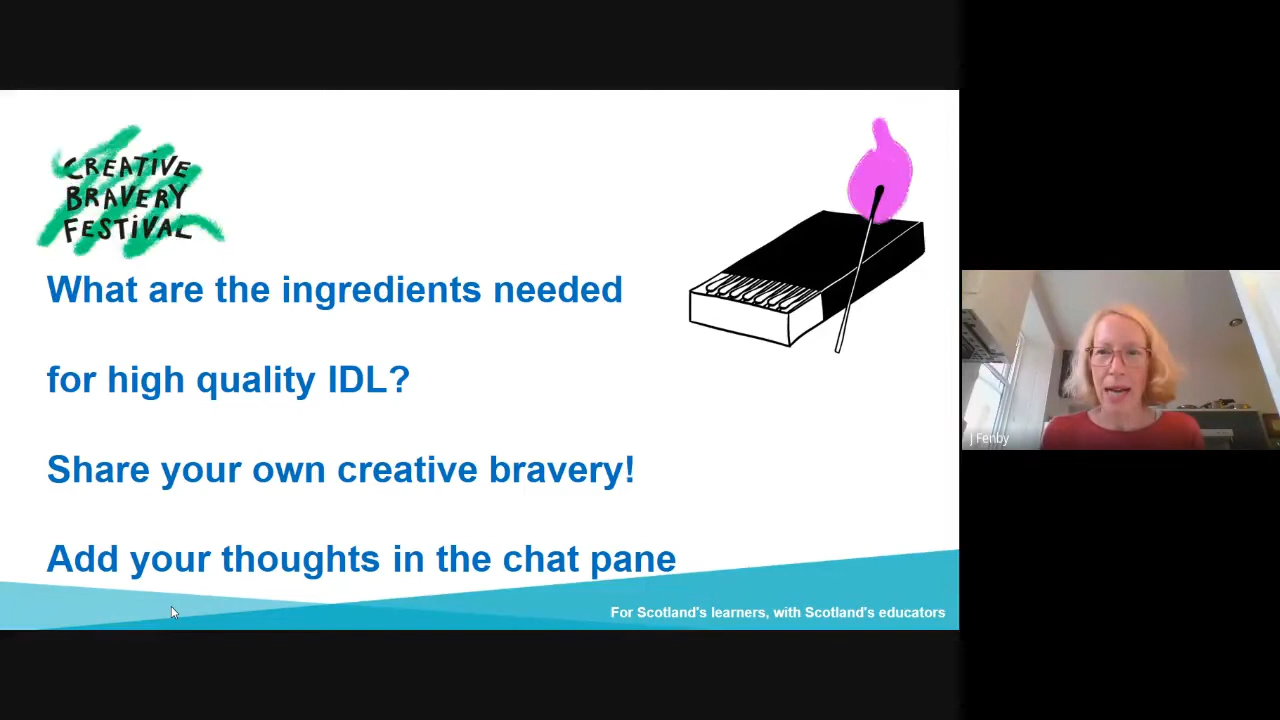 CREATIVE
BRAVERY
FESTIVAL
What are the ingredients needed
for high quality IDL?
Share your own creative bravery!
Add your thoughts in the chat pane
For Scotland's learners, with Scotland's educators
J Fenby